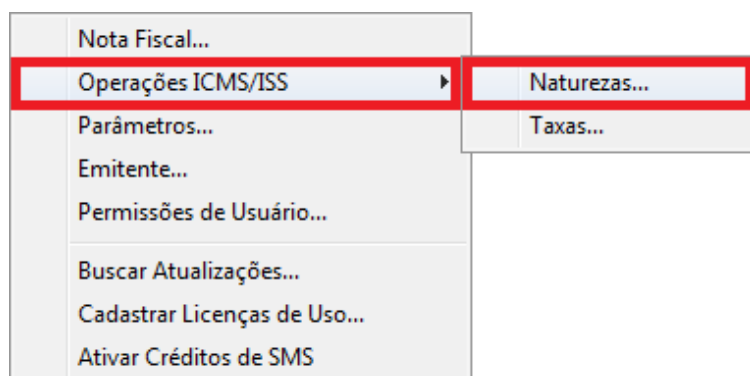 Nota Fiscal...
Operações ICMS/ISS
Naturezas...
Parâmetros...
Taxas...
Emitente...
Permissões de Usuário...
Buscar Atualizações...
Cadastrar Licenças de Uso...
Ativar Créditos de SMS